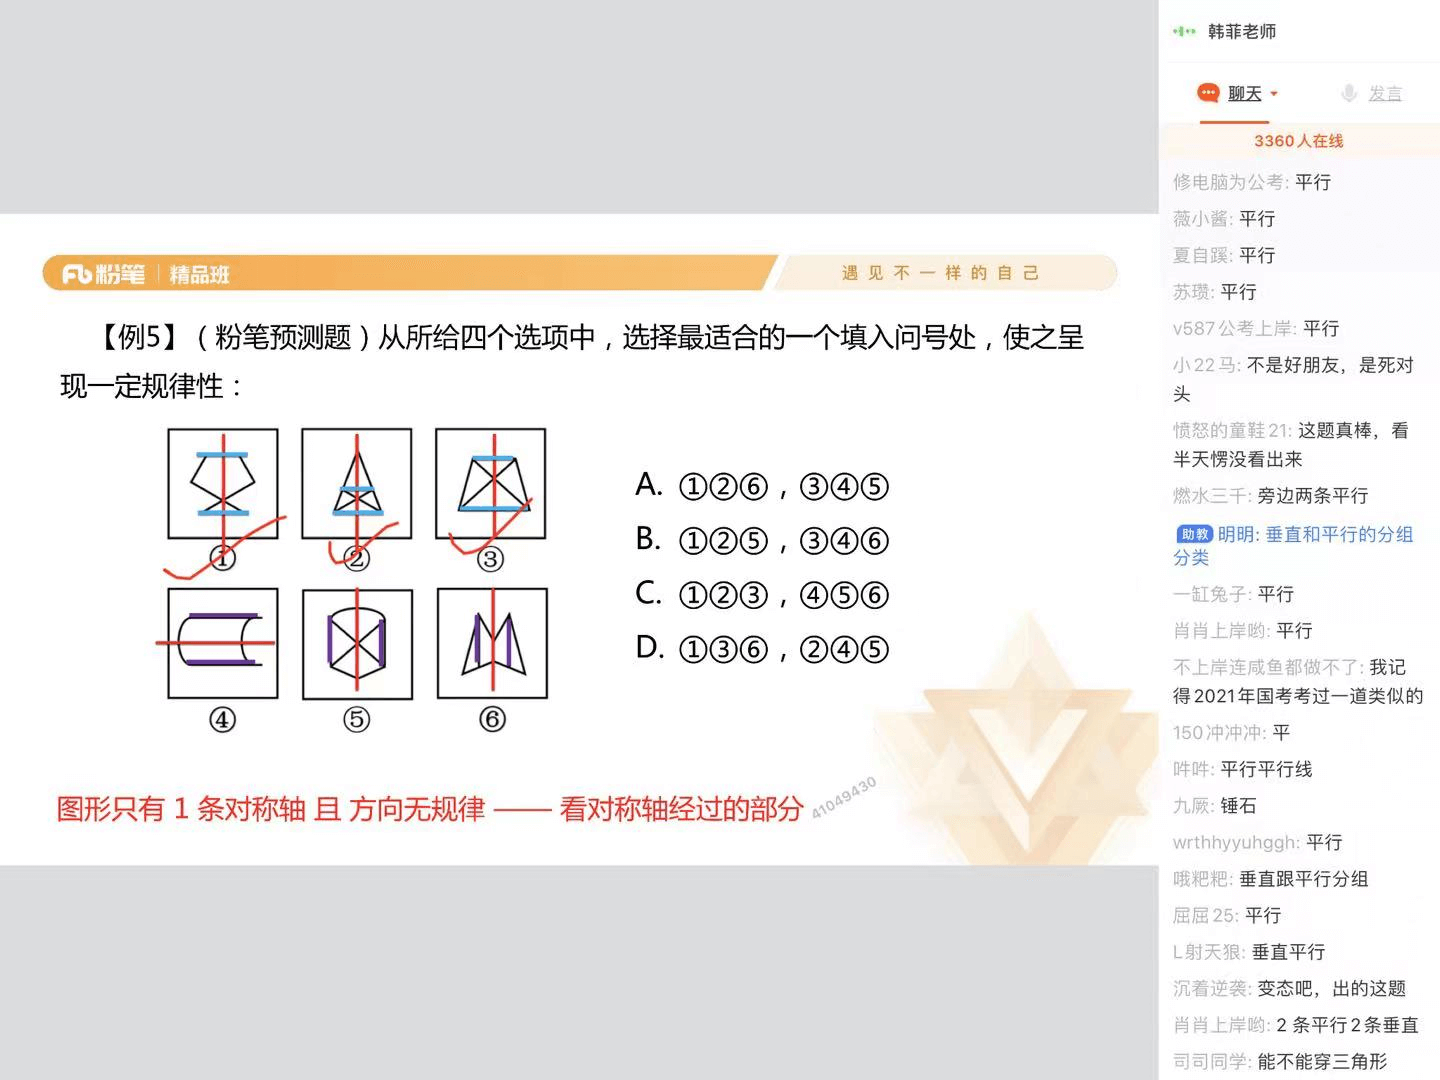 粉笔 | 精品班
遇见不一样的自己
【例5】（粉笔预测题）从所给四个选项中，选择最适合的一个填入问号处，使之呈
现一定规律性：
① ② ③
④ ⑤ ⑥
A. ①②⑥，③④⑤
B. ①②⑤，③④⑥
C. ①②③，④⑤⑥
D. ①③⑥，②④⑤
图形只有 1 条对称轴 且 方向无规律 —— 看对称轴经过的部分
41049430
韩菲老师
聊天 发言
3360人在线
修电脑为公考: 平行
薇小酱: 平行
夏自蹊: 平行
苏瓒: 平行
v587公考上岸: 平行
小22马: 不是好朋友，是死对
头
愤怒的童鞋21: 这题真棒，看
半天愣没看出来
燃水三千: 旁边两条平行
助教 明明: 垂直和平行的分组
分类
一缸兔子: 平行
肖肖上岸哟: 平行
不上岸连咸鱼都做不了: 我记
得2021年国考考过一道类似的
150冲冲冲: 平
吽吽: 平行平行线
九厥: 锤石
wrthhyyuhggh: 平行
哦粑粑: 垂直跟平行分组
屈屈25: 平行
L射天狼: 垂直平行
沉着逆袭: 变态吧，出的这题
肖肖上岸哟: 2 条平行2条垂直
司司同学: 能不能穿三角形